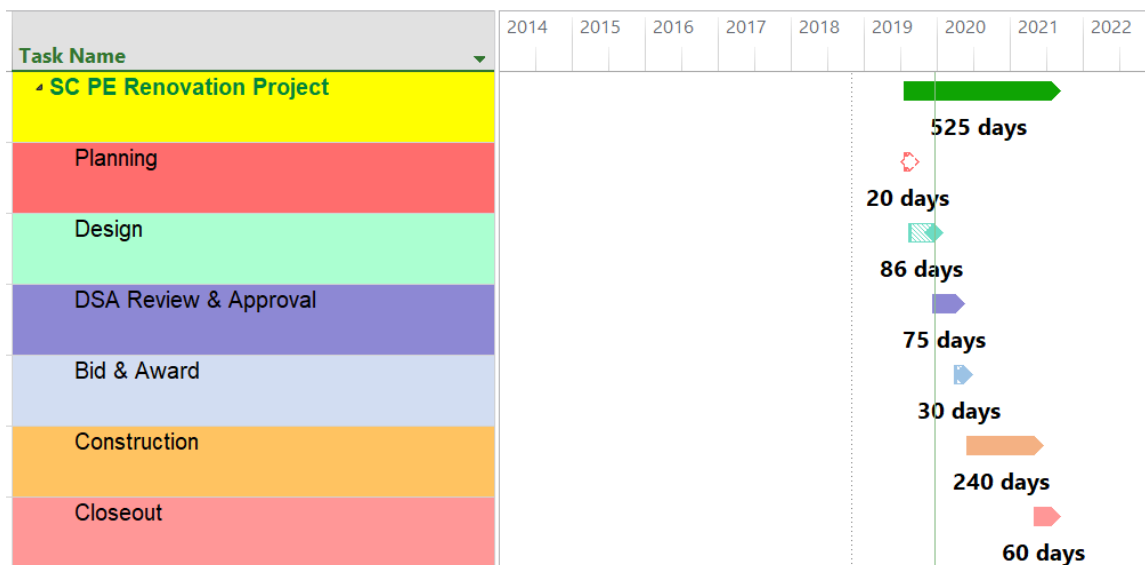 2014 2015 2016 2017 2018 2019 2020 2021 2022
Task Name
SC PE Renovation Project
525 days
Planning
20 days
Design
86 days
DSA Review & Approval
75 days
Bid & Award
30 days
Construction
240 days
Closeout
60 days